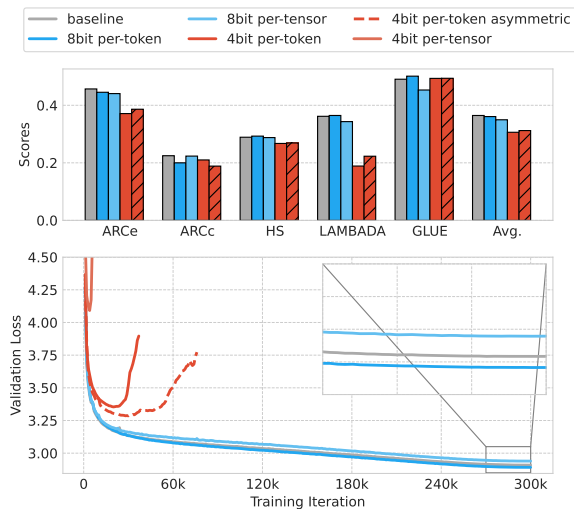 baseline 8bit per-tensor 4bit per-token asymmetric
8bit per-token 4bit per-token 4bit per-tensor
Scores
0.4
0.2
0.0
ARCe ARCc HS LAMBADA GLUE Avg.
Validation Loss
4.50
4.25
4.00
3.75
3.50
3.25
3.00
0 60k 120k 180k 240k 300k
Training Iteration